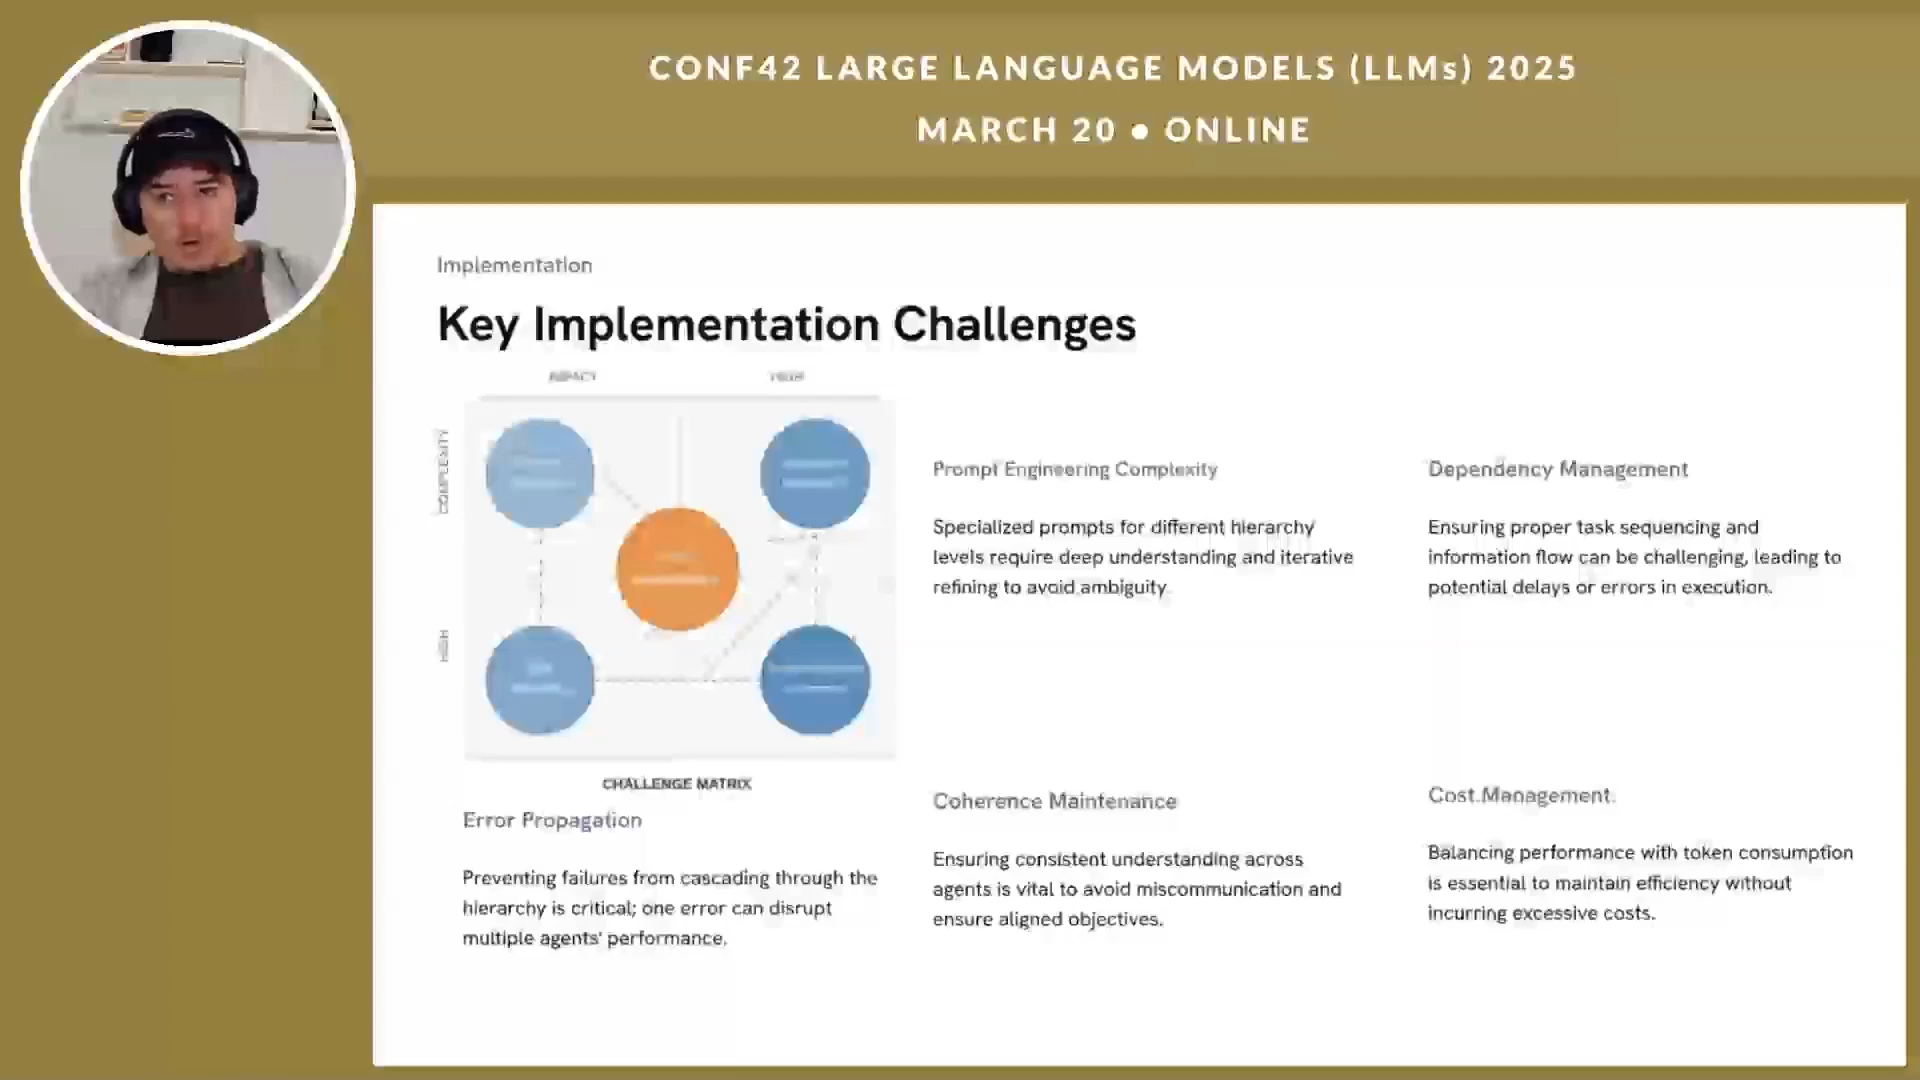 CONF42 LARGE LANGUAGE MODELS (LLMs) 2025
MARCH 20 • ONLINE
Implementation
Key Implementation Challenges
IMPACT
HIGH
COMPLEXITY
HIGH
CHALLENGE MATRIX
Error Propagation
Preventing failures from cascading through the
hierarchy is critical; one error can disrupt
multiple agents' performance.
Prompt Engineering Complexity
Specialized prompts for different hierarchy
levels require deep understanding and iterative
refining to avoid ambiguity.
Dependency Management
Ensuring proper task sequencing and
information flow can be challenging, leading to
potential delays or errors in execution.
Coherence Maintenance
Ensuring consistent understanding across
agents is vital to avoid miscommunication and
ensure aligned objectives.
Cost Management
Balancing performance with token consumption
is essential to maintain efficiency without
incurring excessive costs.